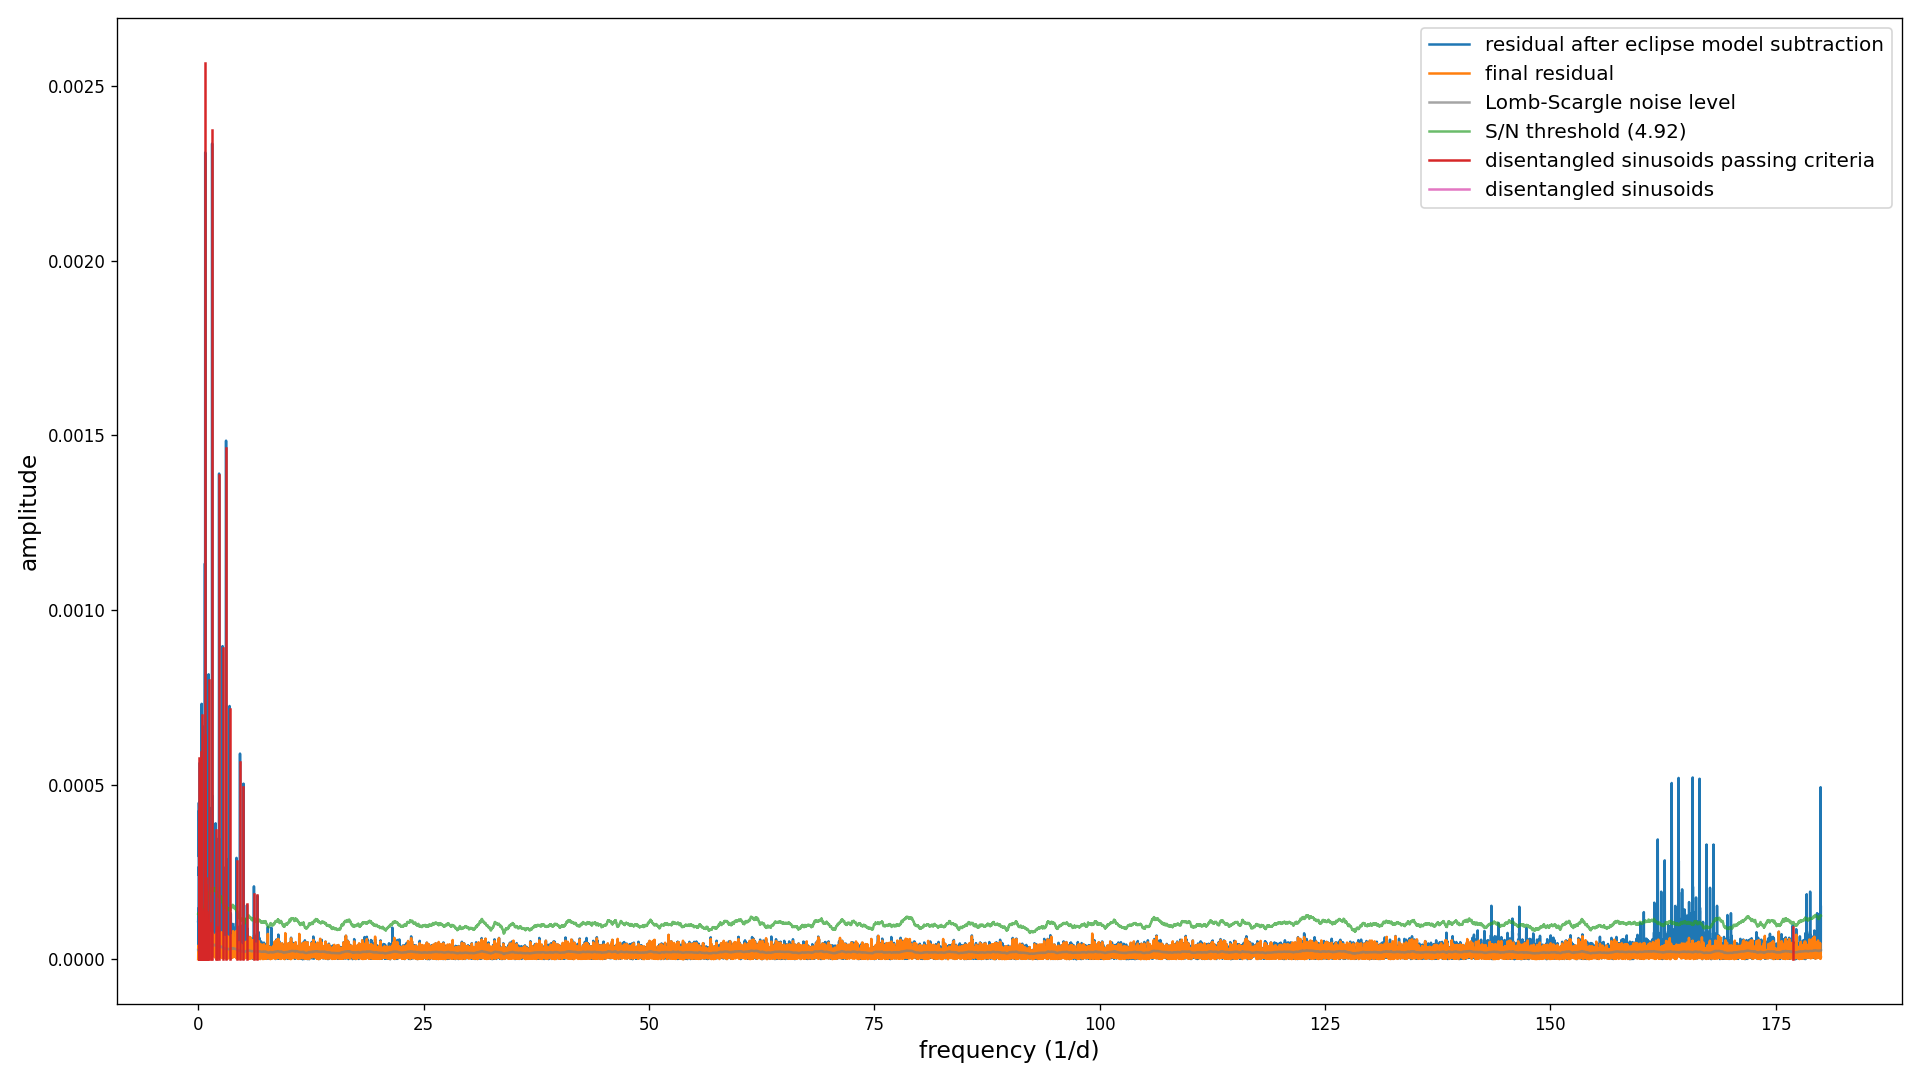 residual after eclipse model subtraction
final residual
Lomb-Scargle noise level
S/N threshold (4.92)
disentangled sinusoids passing criteria
disentangled sinusoids
0.0025
0.0020
0.0015
0.0010
0.0005
0.0000
amplitude
0 25 50 75 100 125 150 175
frequency (1/d)